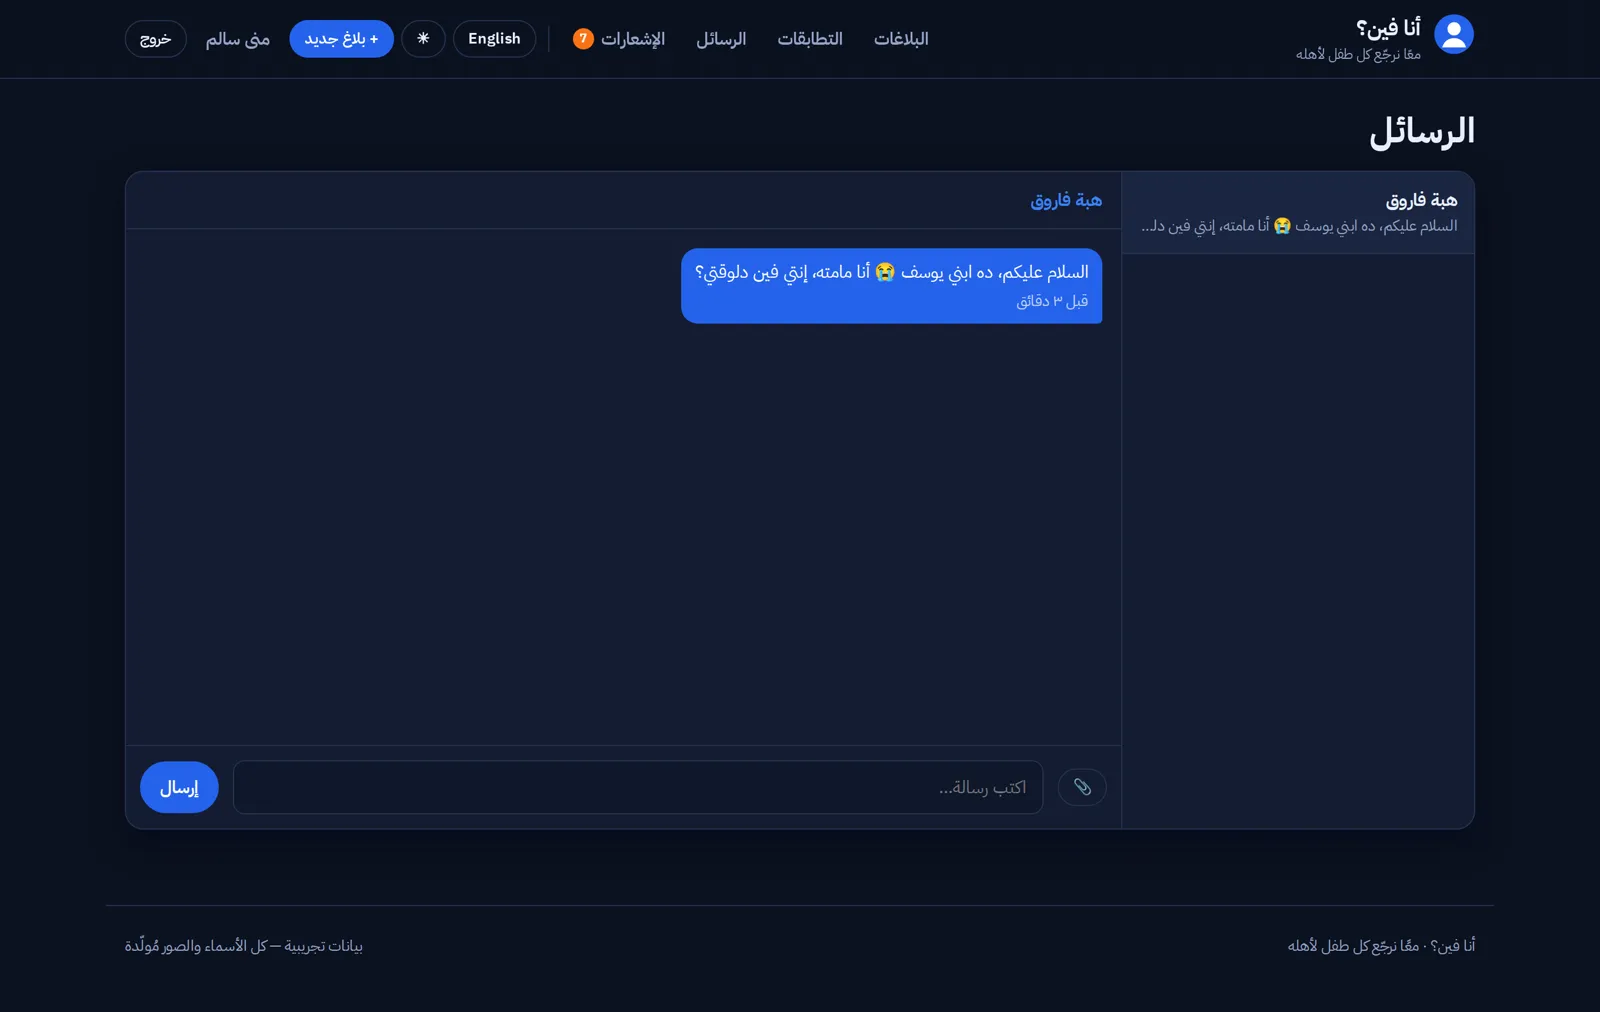 أنا فين؟
معًا نرجّع كل طفل لأهله
البلاغات
التطابقات
الرسائل
الإشعارات 7
English
☀
+ بلاغ جديد
منى سالم
خروج
الرسائل
هبة فاروق
السلام عليكم، ده ابني يوسف 😭 أنا مامته، إنتي فين دلـ...
هبة فاروق
السلام عليكم، ده ابني يوسف 😭 أنا مامته، إنتي فين دلوقتي؟
قبل ٣ دقائق
📎
اكتب رسالة...
إرسال
أنا فين؟ · معًا نرجّع كل طفل لأهله
بيانات تجريبية — كل الأسماء والصور مُولّدة